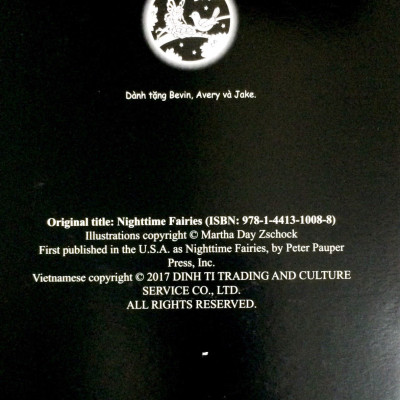 Dành tặng Bevin, Avery và Jake.
Original title: Nighttime Fairies (ISBN: 978-1-4413-1008-8)
Illustrations copyright © Martha Day Zschock
First published in the U.S.A. as Nighttime Fairies, by Peter Pauper
Press, Inc.
Vietnamese copyright © 2017 DINH TI TRADING AND CULTURE
SERVICE CO., LTD.
ALL RIGHTS RESERVED.